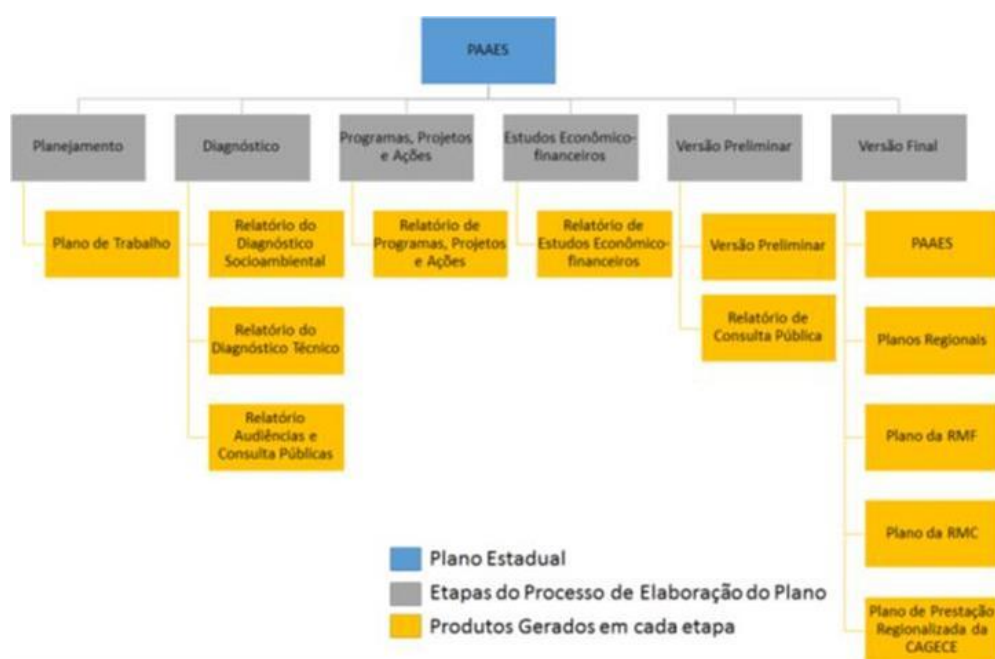 PAAES
Planejamento
Diagnóstico
Programas, Projetos
e Ações
Estudos Econômico-
financeiros
Versão Preliminar
Versão Final
Plano de Trabalho
Relatório do
Diagnóstico
Socioambiental
Relatório do
Diagnóstico Técnico
Relatório
Audiências e
Consulta Públicas
Relatório de
Programas, Projetos
e Ações
Relatório de
Estudos Econômico-
financeiros
Versão Preliminar
Relatório de
Consulta Pública
PAAES
Planos Regionais
Plano da RMF
Plano da RMC
Plano de Prestação
Regionalizada da
CAGECE
Plano Estadual
Etapas do Processo de Elaboração do Plano
Produtos Gerados em cada etapa